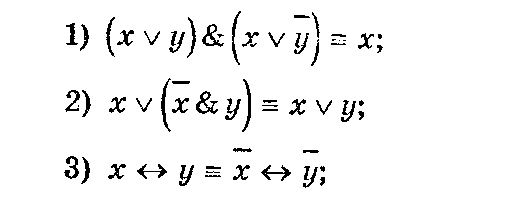 1) (x ∨ y) & (x ∨ y̅) ≡ x;
2) x ∨ (x̅ & y) ≡ x ∨ y;
3) x ↔ y ≡ x̅ ↔ y̅;